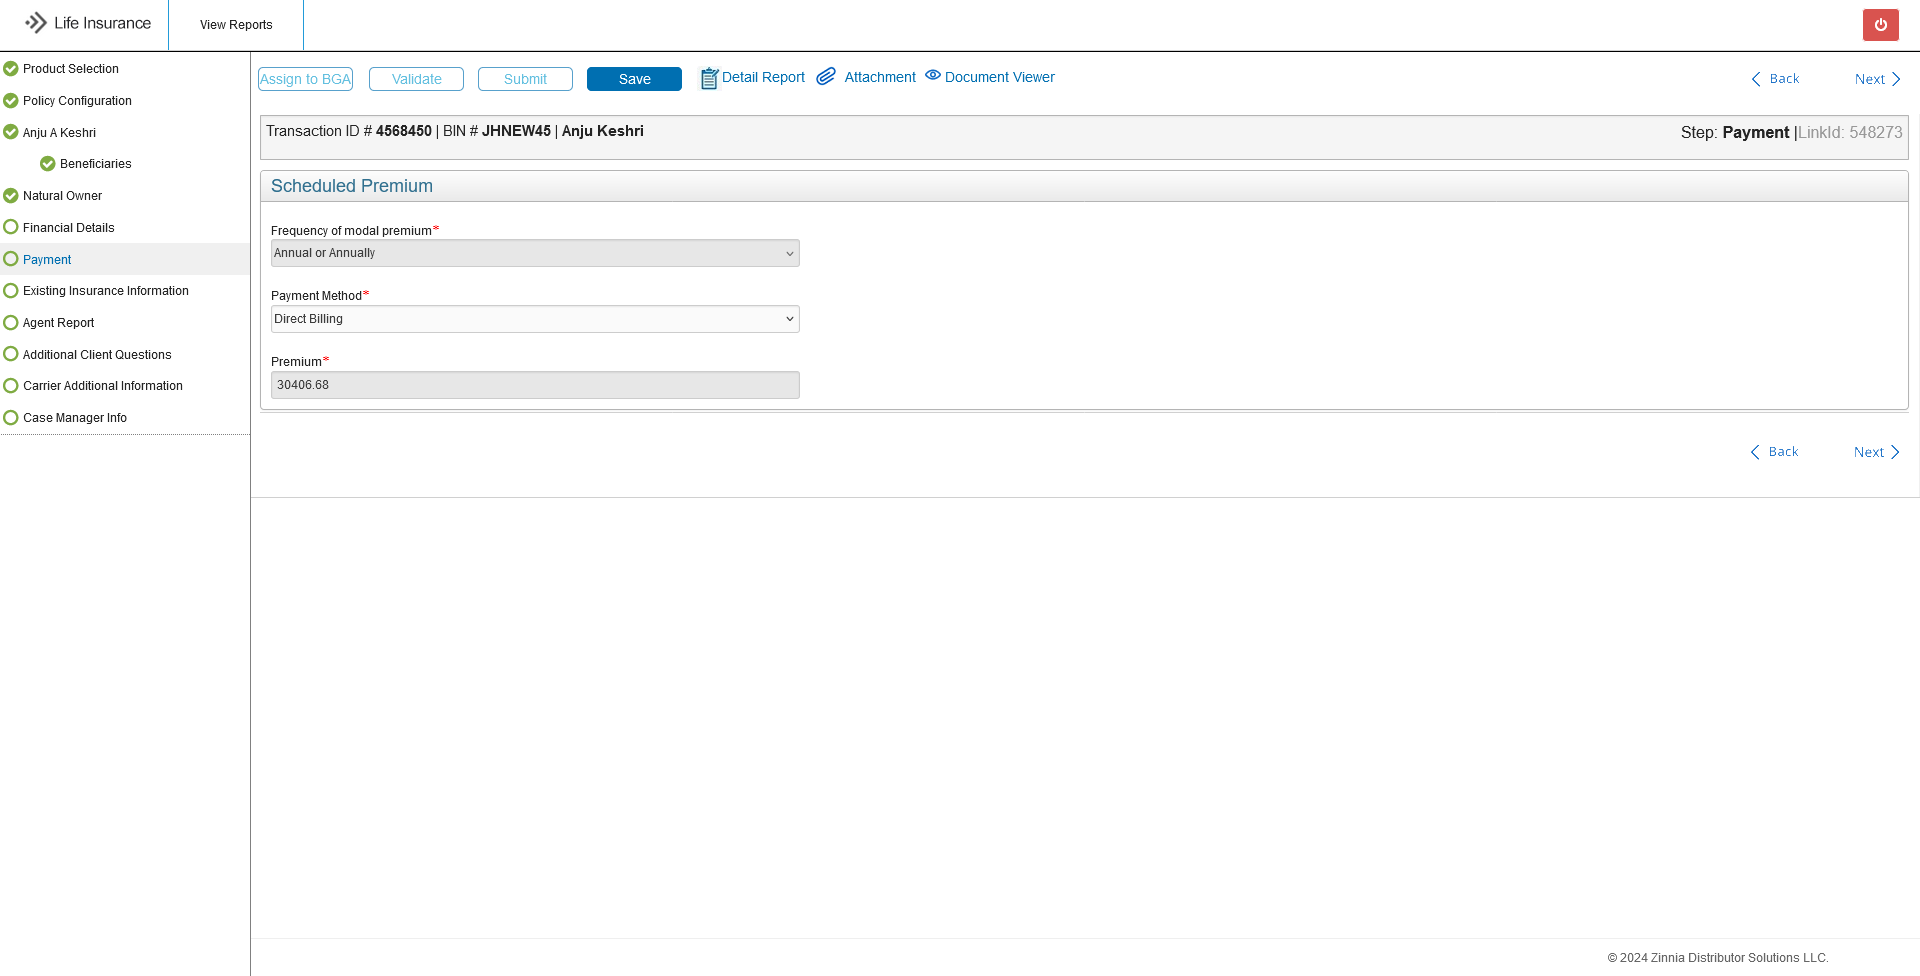 Life Insurance
View Reports
Product Selection
Policy Configuration
Anju A Keshri
Beneficiaries
Natural Owner
Financial Details
Payment
Existing Insurance Information
Agent Report
Additional Client Questions
Carrier Additional Information
Case Manager Info
Assign to BGA Validate Submit Save Detail Report Attachment Document Viewer Back Next
Transaction ID # 4568450 | BIN # JHNEW45 | Anju Keshri
Step: Payment |LinkId: 548273
Scheduled Premium
Frequency of modal premium*
Annual or Annually
Payment Method*
Direct Billing
Premium*
30406.68
Back Next
© 2024 Zinnia Distributor Solutions LLC.